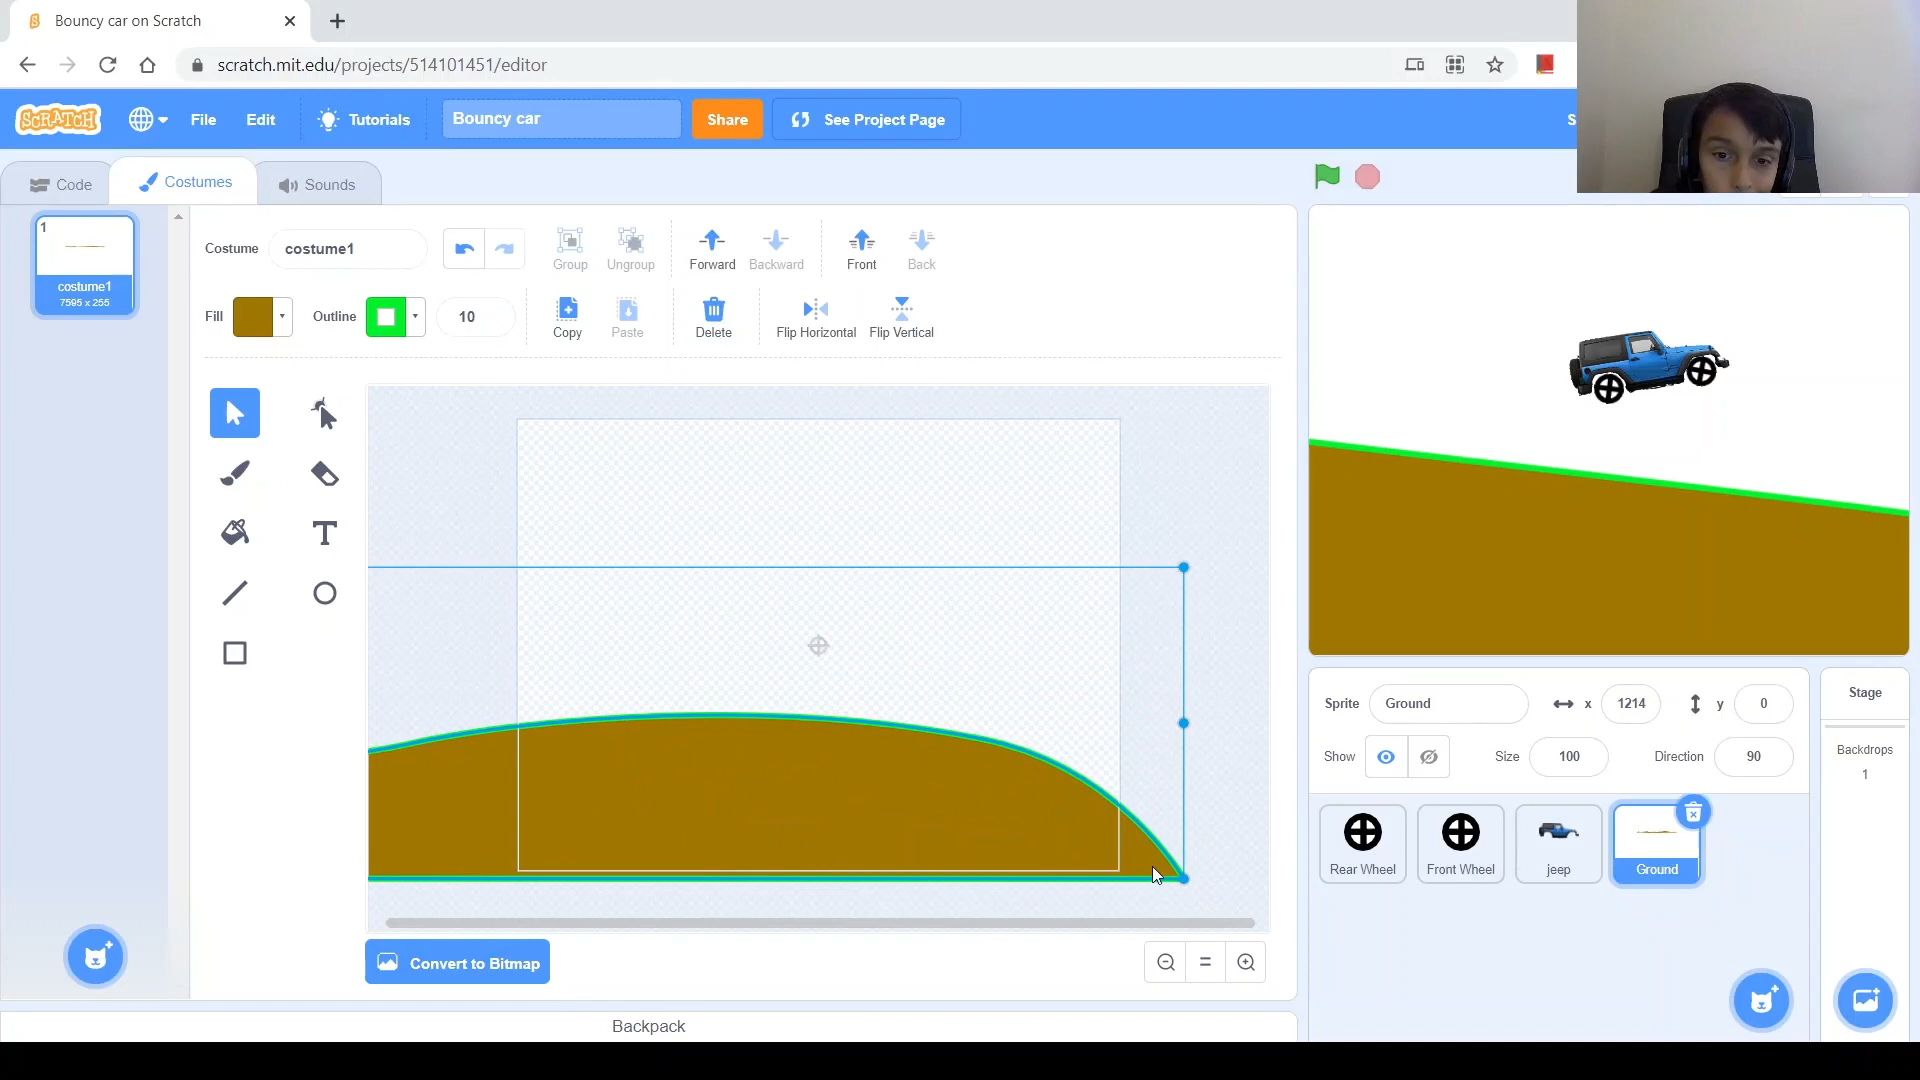 Bouncy car on Scratch
scratch.mit.edu/projects/514101451/editor
SCRATCH
File
Edit
Tutorials
Bouncy car
Share
See Project Page
S
Code
Costumes
Sounds
1
costume1
7595 x 255
Costume
costume1
Group
Ungroup
Forward
Backward
Front
Back
Fill
Outline
10
Copy
Paste
Delete
Flip Horizontal
Flip Vertical
T
Convert to Bitmap
=
Backpack
Sprite
Ground
x
1214
y
0
Show
Size
100
Direction
90
Rear Wheel
Front Wheel
jeep
Ground
Stage
Backdrops
1